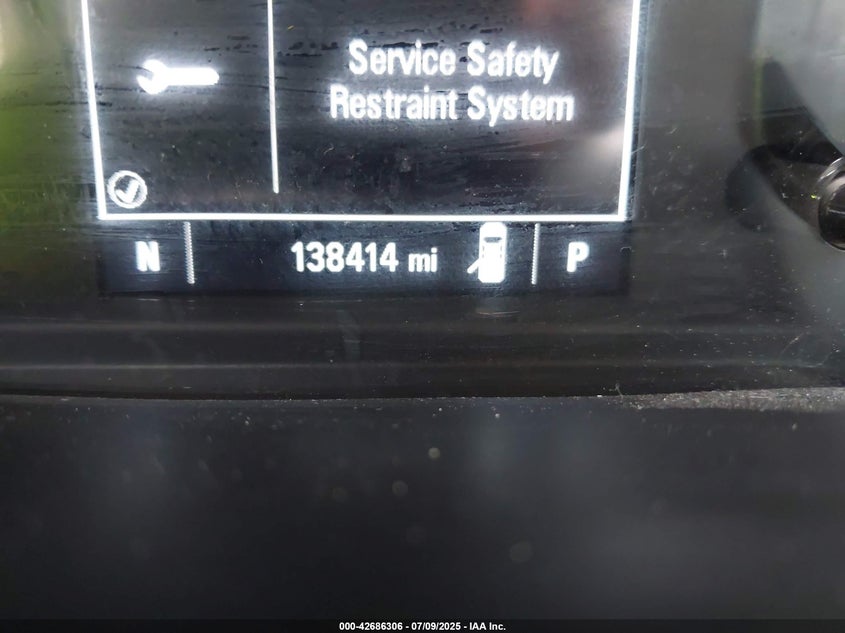 Service Safety
Restraint System
N 138414 mi P
000-42686306 - 07/09/2025 - IAA Inc.